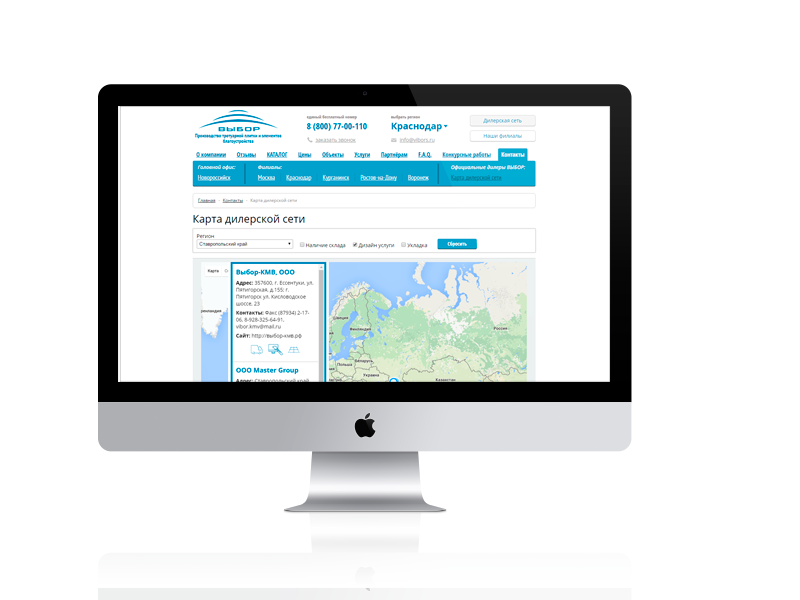 ВЫБОР
Производство тротуарной плитки и элементов
благоустройства
единый бесплатный номер
8 (800) 77-00-110
заказать звонок
выбрать регион
Краснодар
info@vibors.ru
Дилерская сеть
Наши филиалы
О компании Отзывы КАТАЛОГ Цены Объекты Услуги Партнёрам F.A.Q. Конкурсные работы Контакты
Головной офис: Филиалы: Официальные дилеры ВЫБОР:
Новороссийск Москва Краснодар Курганинск Ростов-на-Дону Воронеж Карта дилерской сети
Главная Контакты Карта дилерской сети
Карта дилерской сети
Регион
Ставропольский край Наличие склада Дизайн услуги Укладка Сбросить
Карта
Выбор-КМВ, ООО
Адрес: 357600, г. Ессентуки, ул.
Пятигорская, д.155; г.
Пятигорск ул. Кисловодское
шоссе, 23
Контакты: Факс (87934) 2-17-
06, 8-928-325-64-91,
vibor.kmv@mail.ru
Сайт: http://выбор-кмв.рф
ООО Master Group
Адрес: Ставропольский край
Швеция
Финляндия
Россия
Польша
Беларусь
Украина
Казахстан